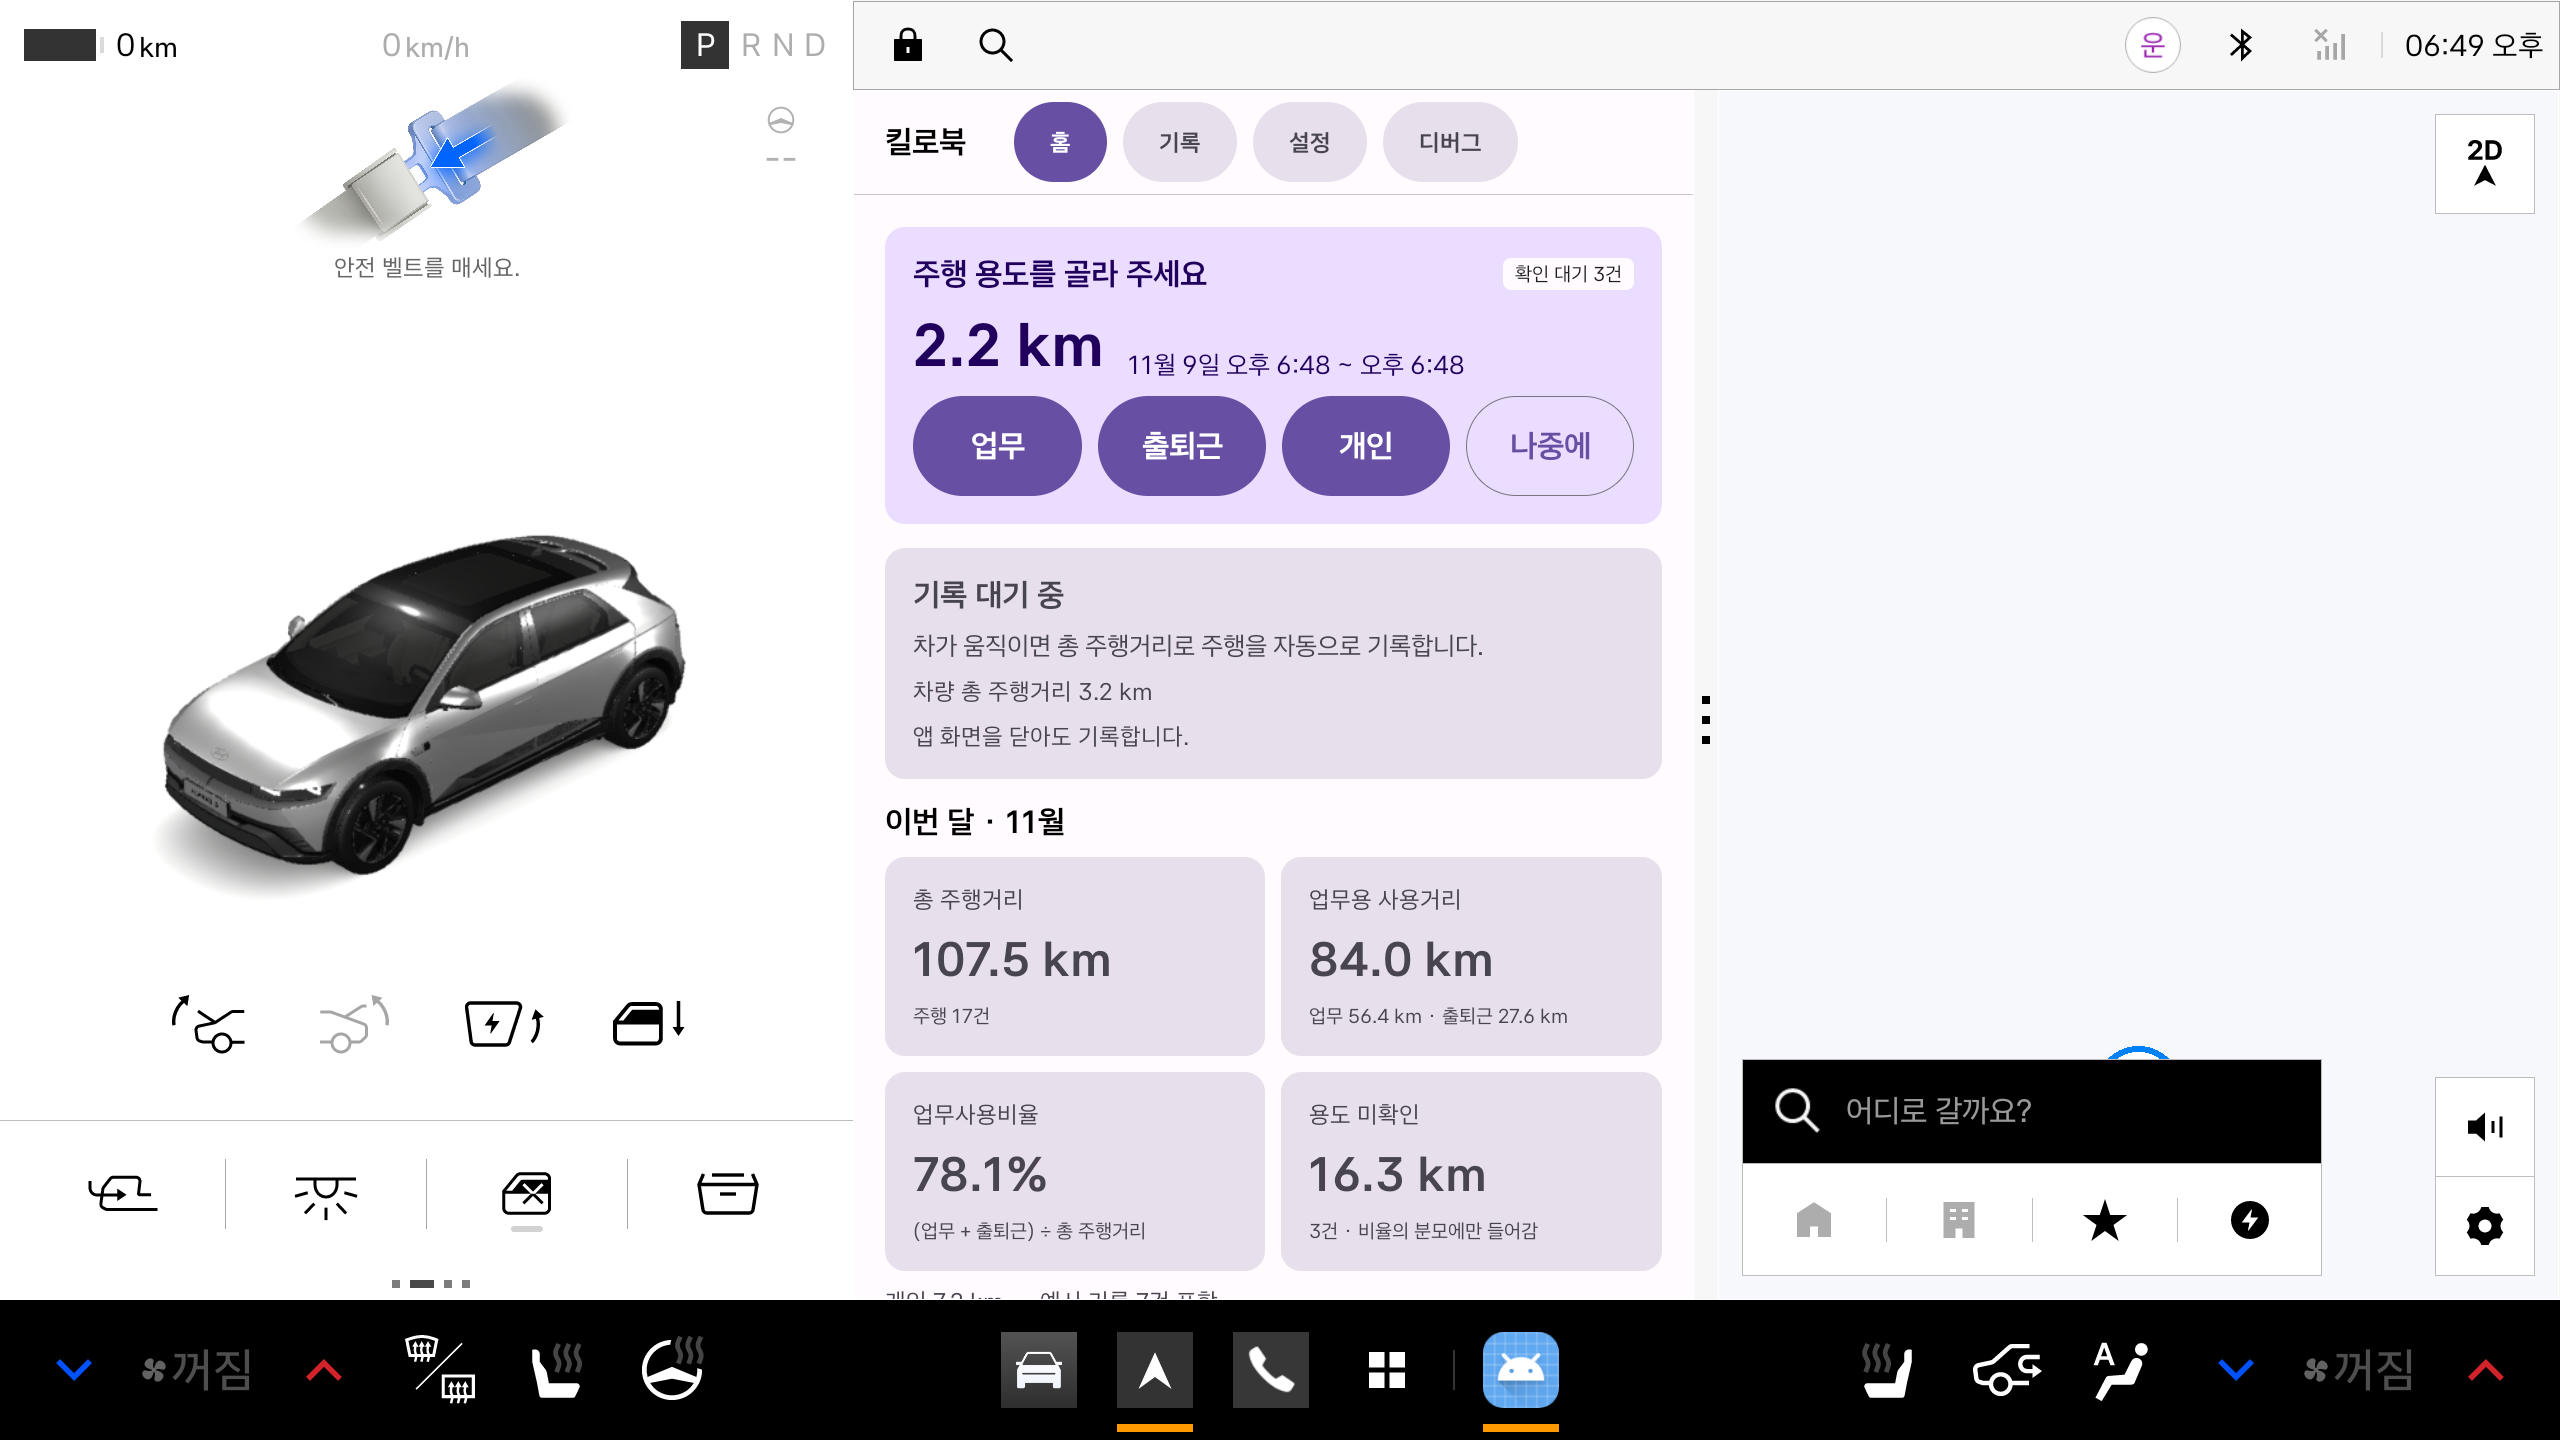 0 km
0 km/h
P R N D
안전 벨트를 매세요.
운
06:49 오후
킬로북
홈
기록
설정
디버그
주행 용도를 골라 주세요
확인 대기 3건
2.2 km
11월 9일 오후 6:48 ~ 오후 6:48
업무
출퇴근
개인
나중에
기록 대기 중
차가 움직이면 총 주행거리로 주행을 자동으로 기록합니다.
차량 총 주행거리 3.2 km
앱 화면을 닫아도 기록합니다.
이번 달 · 11월
총 주행거리
107.5 km
주행 17건
업무용 사용거리
84.0 km
업무 56.4 km · 출퇴근 27.6 km
업무사용비율
78.1%
(업무 + 출퇴근) ÷ 총 주행거리
용도 미확인
16.3 km
3건 · 비율의 분모에만 들어감
2D
어디로 갈까요?
꺼짐
A
꺼짐